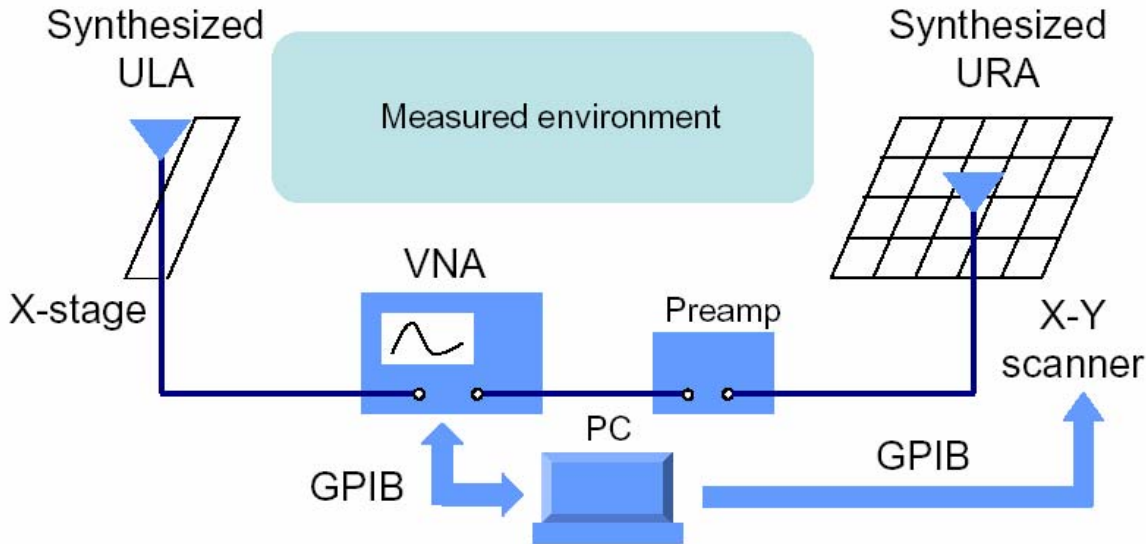 Synthesized
ULA
Measured environment
Synthesized
URA
X-stage
VNA
Preamp
X-Y
scanner
PC
GPIB
GPIB